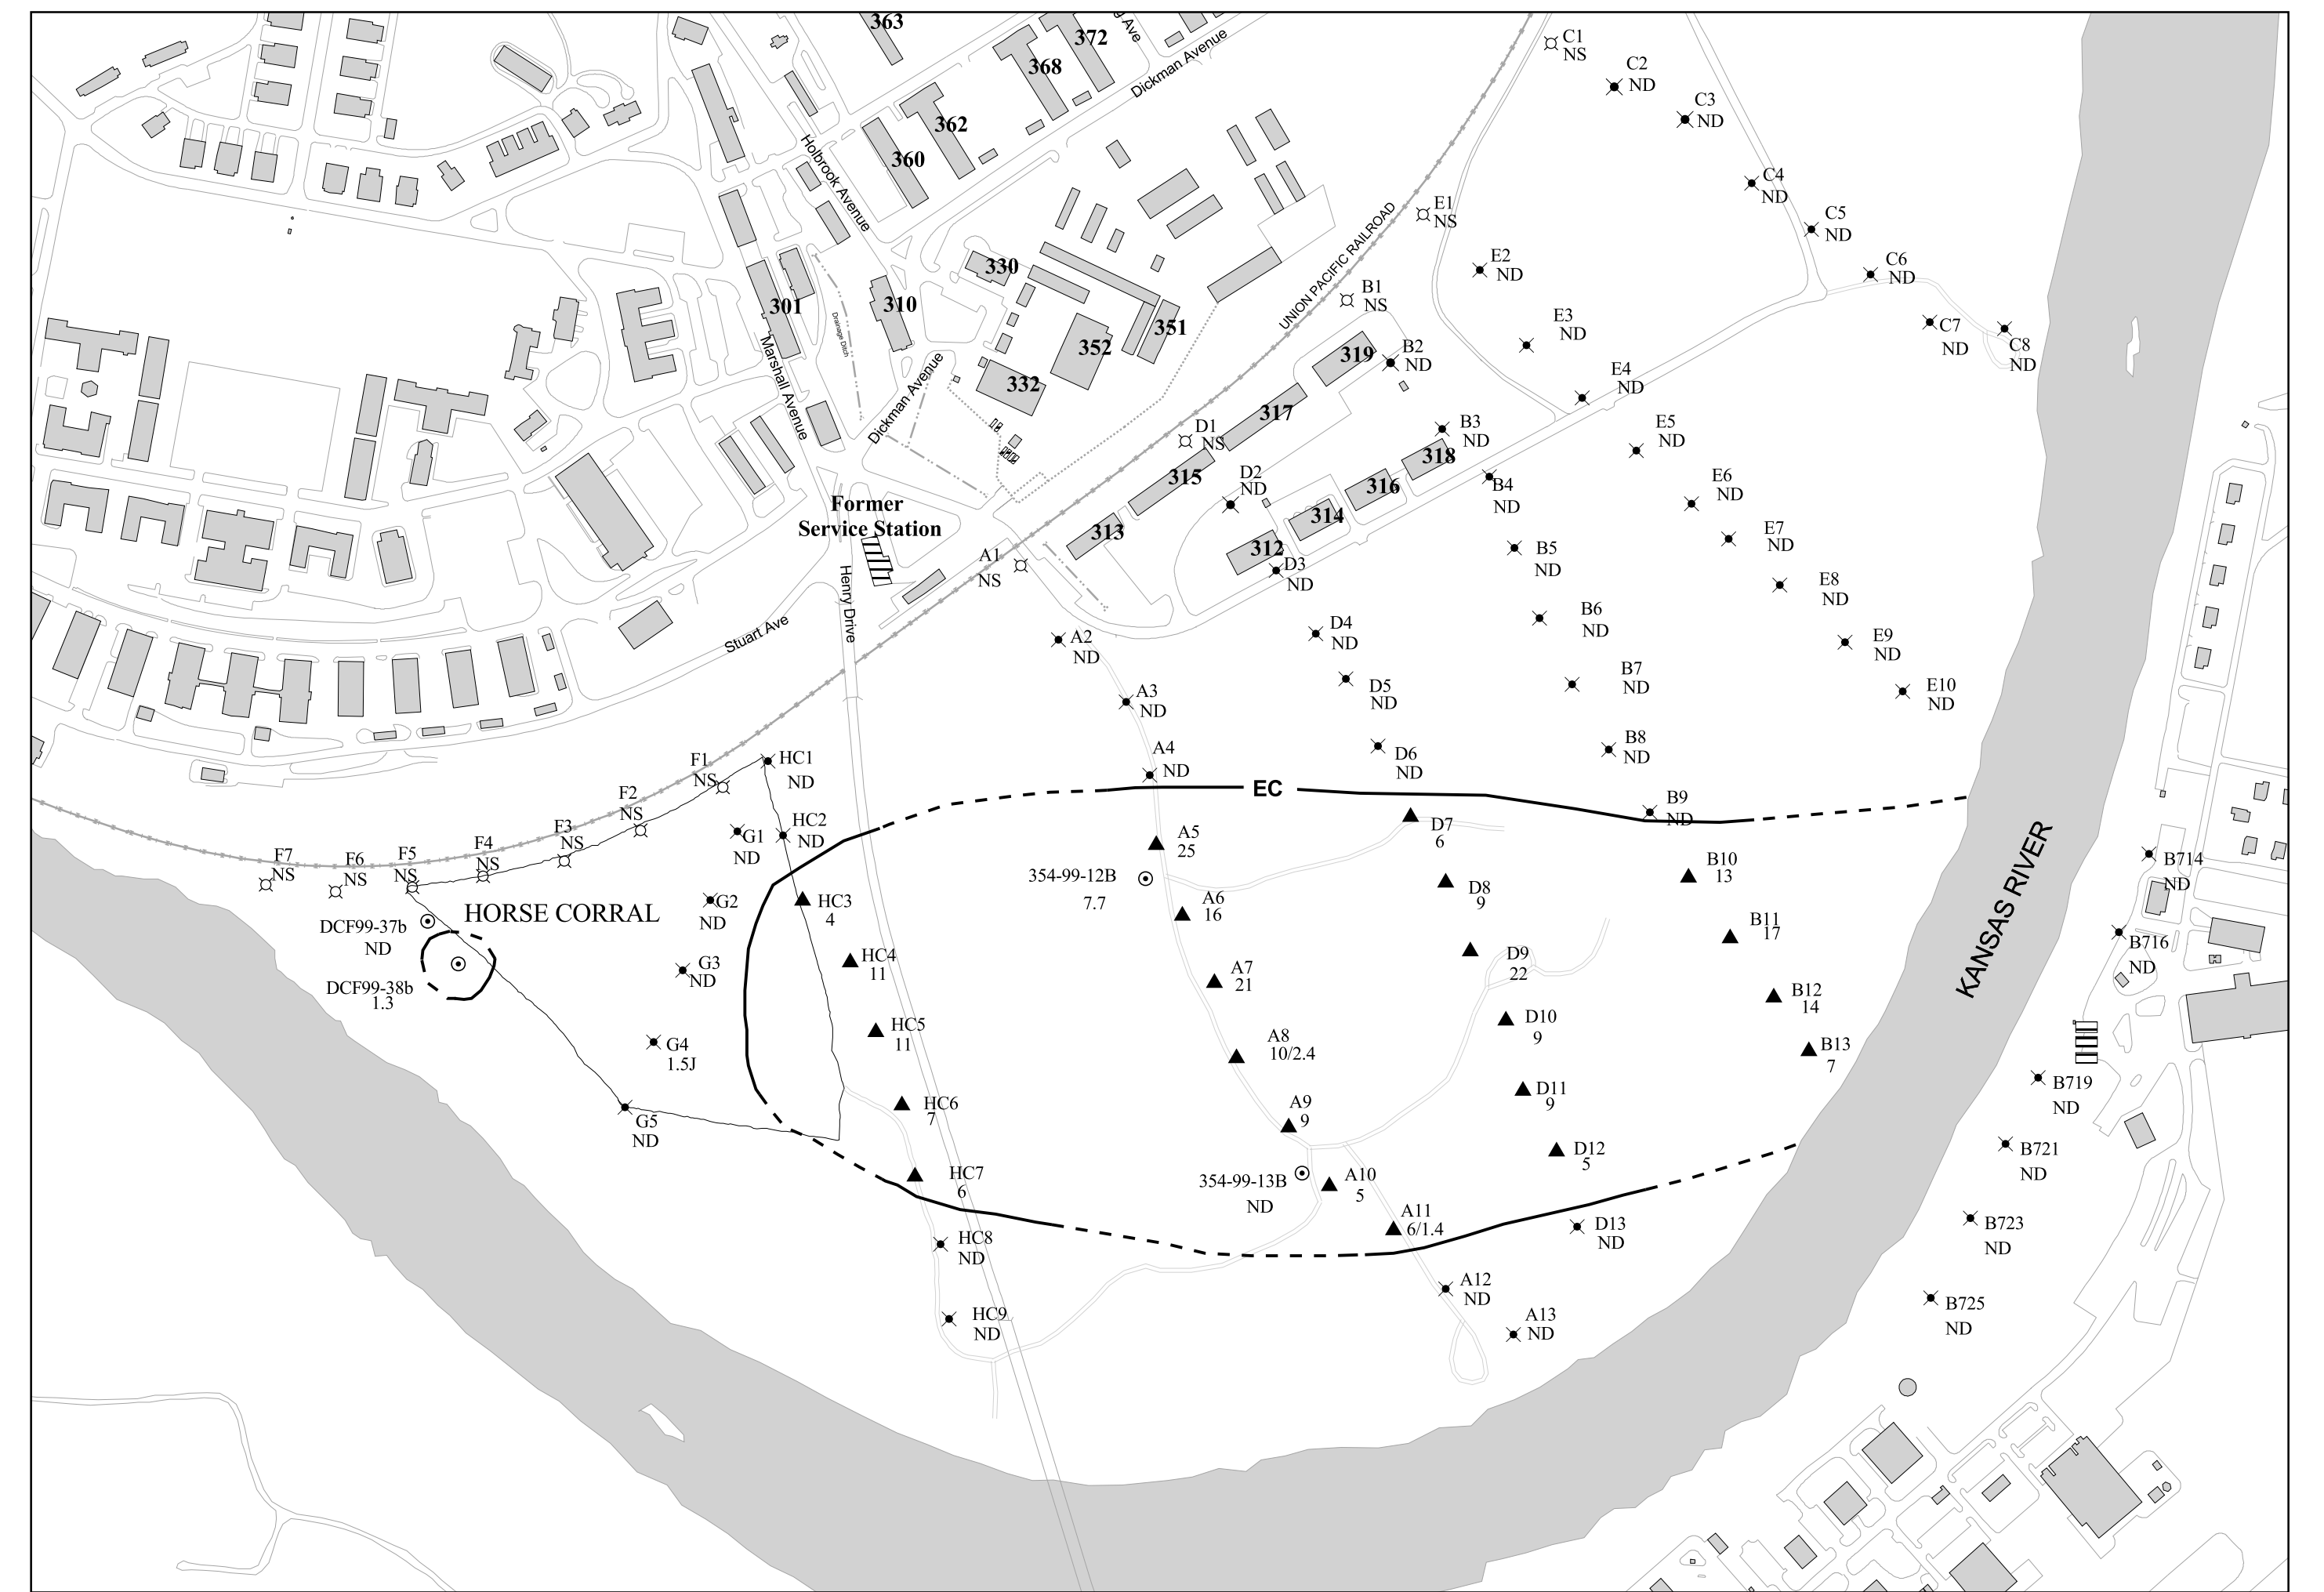 363
372
368
g Ave
Dickman Avenue
C1
NS
C2
ND
C3
ND
362
360
Holbrook Avenue
C4
ND
C5
ND
C6
ND
C7
ND
C8
ND
E1
NS
E2
ND
E3
ND
E4
ND
UNION PACIFIC RAILROAD
B1
NS
B2
ND
330
301
310
351
352
332
319
317
Drainage Ditch
Marshall Avenue
Dickman Avenue
D1
NS
B3
ND
318
E5
ND
E6
ND
E7
ND
315
D2
ND
316
B4
ND
314
Former
Service Station
313
312
D3
ND
B5
ND
A1
NS
E8
ND
Henry Drive
Stuart Ave
A2
ND
D4
ND
B6
ND
E9
ND
A3
ND
D5
ND
B7
ND
E10
ND
A4
ND
D6
ND
B8
ND
F1
NS
HC1
ND
F2
NS
EC
B9
ND
F3
NS
G1
ND
HC2
ND
A5
25
D7
6
F7
NS
F6
NS
F5
NS
F4
NS
354-99-12B
7.7
D8
9
B10
13
B714
ND
KANSAS RIVER
HORSE CORRAL
G2
ND
HC3
4
A6
16
B11
17
DCF99-37b
ND
B716
ND
HC4
11
A7
21
D9
22
G3
ND
DCF99-38b
1.3
B12
14
HC5
11
D10
9
G4
1.5J
A8
10/2.4
B13
7
HC6
7
D11
9
B719
ND
A9
9
G5
ND
D12
5
B721
ND
HC7
6
354-99-13B
ND
A10
5
A11
6/1.4
D13
ND
B723
ND
HC8
ND
A12
ND
B725
ND
HC9
ND
A13
ND